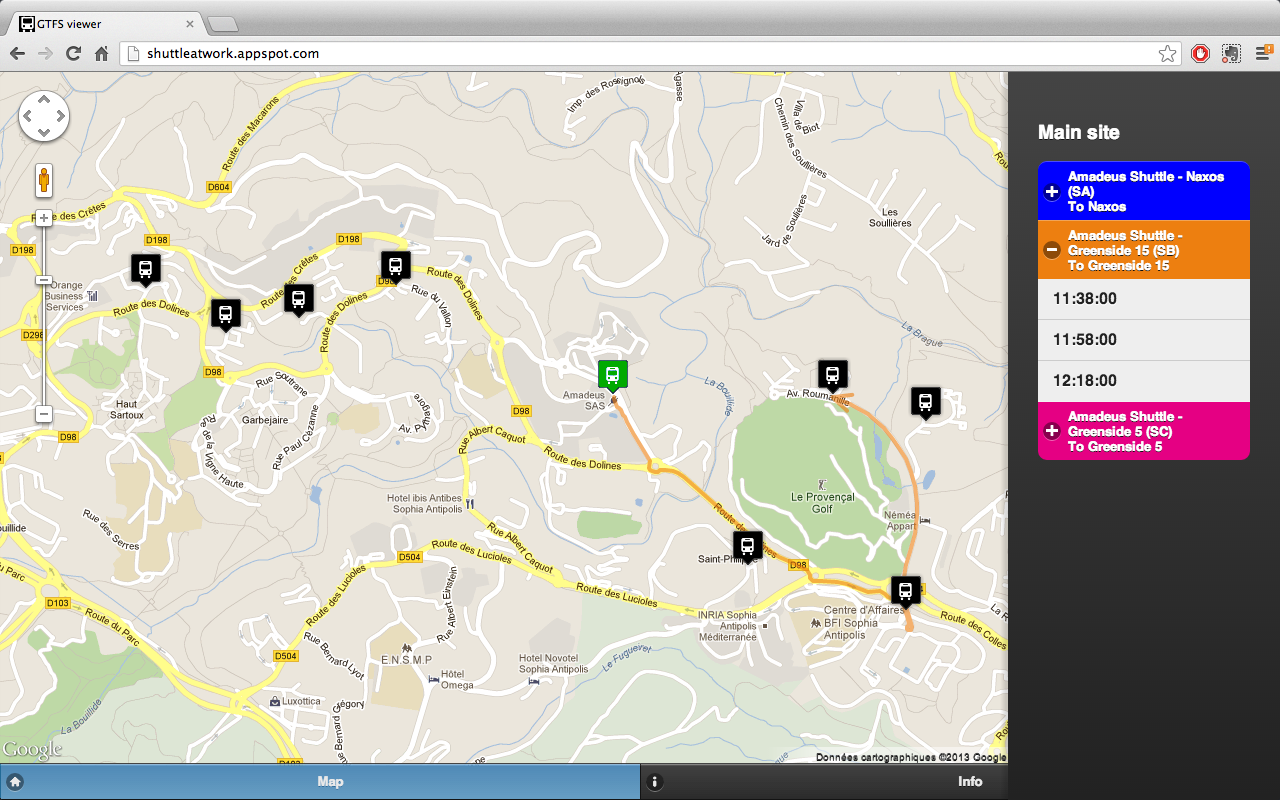 GTFS viewer
shuttleatwork.appspot.com
Main site
Amadeus Shuttle - Naxos
(SA)
To Naxos
Amadeus Shuttle -
Greenside 15 (SB)
To Greenside 15
11:38:00
11:58:00
12:18:00
Amadeus Shuttle -
Greenside 5 (SC)
To Greenside 5
Imp. des Rossignols
Agasse
Chemin des Soullières
Villa de Biot
Jard de Soulières
Les
Soullières
Route des Macarons
D604
Route des Crêtes
D198
D198
D198
Route des Crêtes
Orange
Business
Services
Route des Dolines
D298
D98
Route des Dolines
Rue du Vallon
Route des Dolines
D98
Rue Soutrane
Haut
Sartoux
Garbejaire
Rue de la Vigne Haute
Rue Paul Cézanne
Av. Pythagore
D98
D98
Amadeus
SAS
La Bouillide
La Brague
Av. Roumanille
Rue Albert Caquot
Route des Dolines
Le Provençal
Golf
Néméa
Appart
Hotel ibis Antibes
Sophia Antipolis
Rue des Serres
Rue Albert Caquot
D504
Route des Lucioles
Route des Lucioles
Route des Lucioles
D98
INRIA Sophia
Antipolis
Méditerranée
Centre d'Affaires
BFI Sophia
Antipolis
Route des Colles
D103
Route du Parc
Rue Albert Einstein
Rue Bernard Lyot
D504
E.N.S.M.P
Hôtel
Omega
Hotel Novotel
Sophia Antipolis
Le Fugueret
Luxottica
La Bouillide
Google
Données cartographiques ©2013 Google
Map
Info